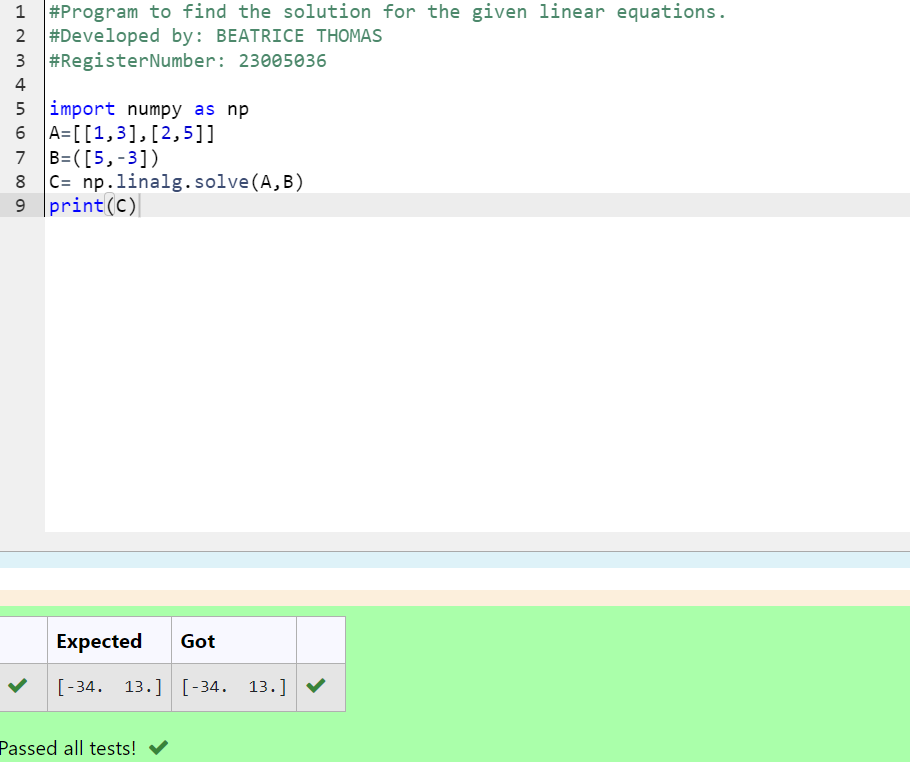 1 #Program to find the solution for the given linear equations.
2 #Developed by: BEATRICE THOMAS
3 #RegisterNumber: 23005036
4
5 import numpy as np
6 A=[[1,3],[2,5]]
7 B=([5,-3])
8 C= np.linalg.solve(A,B)
9 print(C)
Expected Got
[-34.  13.] [-34.  13.]
Passed all tests!